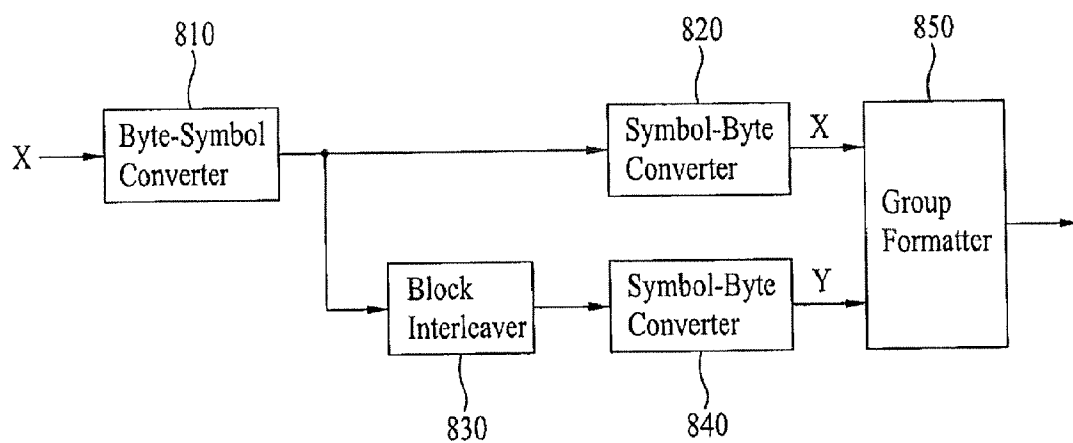 810
820
850
Byte-Symbol
Converter
Symbol-Byte
Converter
X
X
Group
Formatter
Block
Interleaver
Symbol-Byte
Converter
Y
830
840